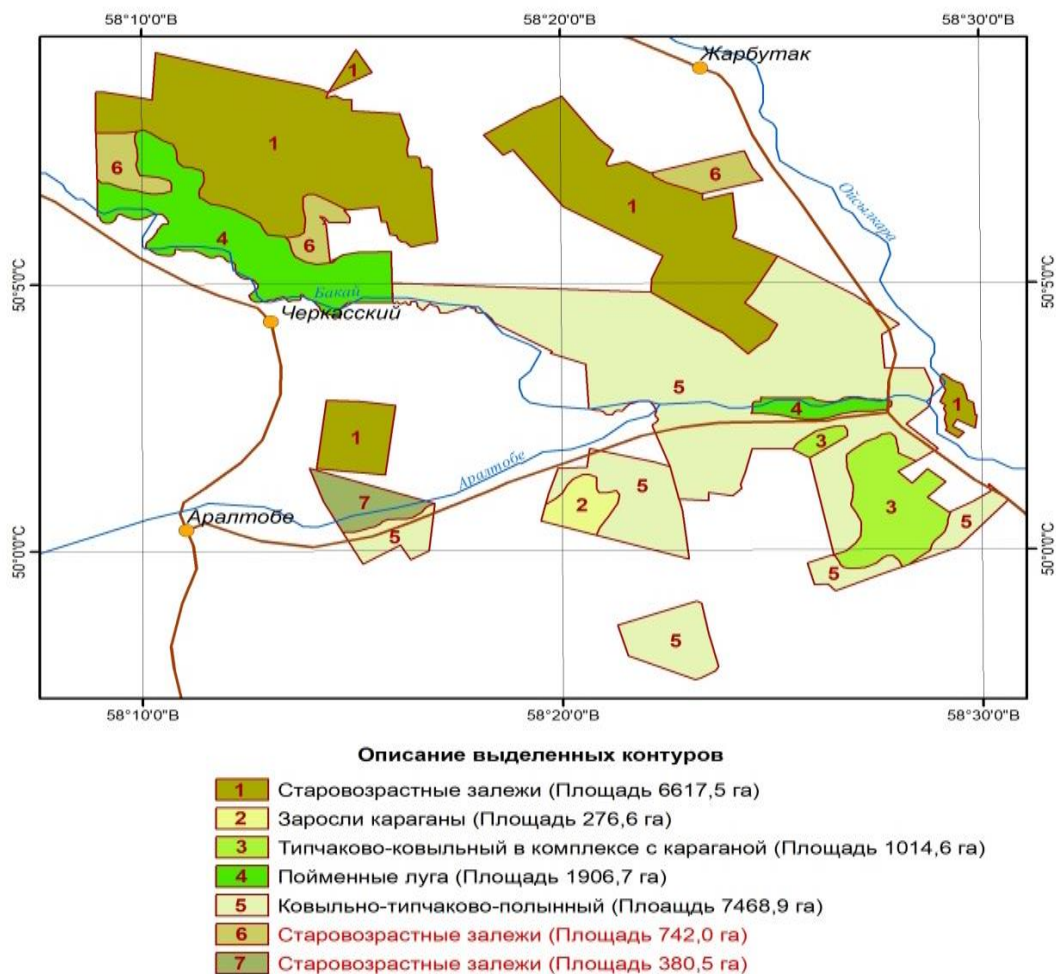 58°10'0"В 58°20'0"В 58°30'0"В
Жарбутак
1
1
6
6
1
Ойсылкара
4
6
50°5'0"С 50°5'0"С
Бакай
Черкасский
5
4
1
1
3
Аралтобе
7
2
5
3
Аралтобе
5
5
50°0'0"С 50°0'0"С
5
5
58°10'0"В 58°20'0"В 58°30'0"В
Описание выделенных контуров
1 Старовозрастные залежи (Площадь 6617,5 га)
2 Заросли караганы (Площадь 276,6 га)
3 Типчаково-ковыльный в комплексе с караганой (Площадь 1014,6 га)
4 Пойменные луга (Площадь 1906,7 га)
5 Ковыльно-типчаково-полынный (Плоащдь 7468,9 га)
6 Старовозрастные залежи (Площадь 742,0 га)
7 Старовозрастные залежи (Площадь 380,5 га)